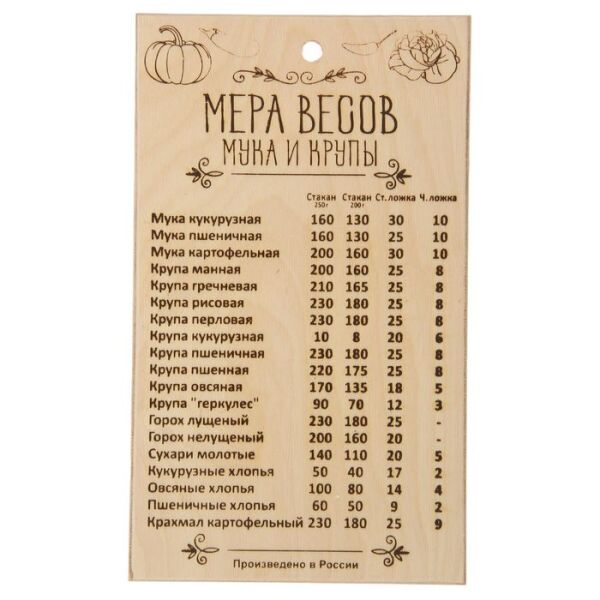 МЕРА ВЕСОВ
МУКА И КРУПЫ
Стакан Стакан Ст.ложка Ч.ложка
250г 200г
Мука кукурузная 160 130 30 10
Мука пшеничная 160 130 25 10
Мука картофельная 200 160 30 10
Крупа манная 200 160 25 8
Крупа гречневая 210 165 25 8
Крупа рисовая 230 180 25 8
Крупа перловая 230 180 25 8
Крупа кукурузная 10 8 20 6
Крупа пшеничная 230 180 25 8
Крупа пшенная 220 175 25 8
Крупа овсяная 170 135 18 5
Крупа "геркулес" 90 70 12 3
Горох лущеный 230 180 25 -
Горох нелущеный 200 160 20 -
Сухари молотые 140 110 20 5
Кукурузные хлопья 50 40 17 2
Овсяные хлопья 100 80 14 4
Пшеничные хлопья 60 50 9 2
Крахмал картофельный 230 180 25 9
Произведено в России